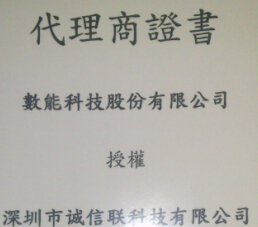 代理商證書
數能科技股份有限公司
授權
深圳市诚信联科技有限公司